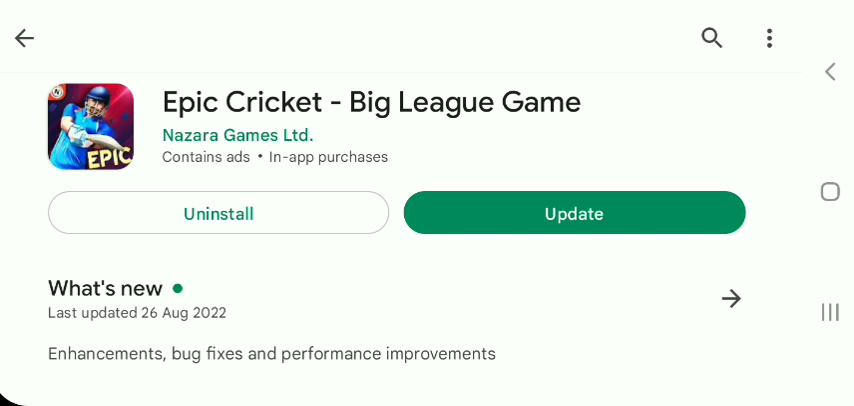 Epic Cricket - Big League Game
Nazara Games Ltd.
Contains ads • In-app purchases
EPIC
Uninstall
Update
What's new
Last updated 26 Aug 2022
Enhancements, bug fixes and performance improvements